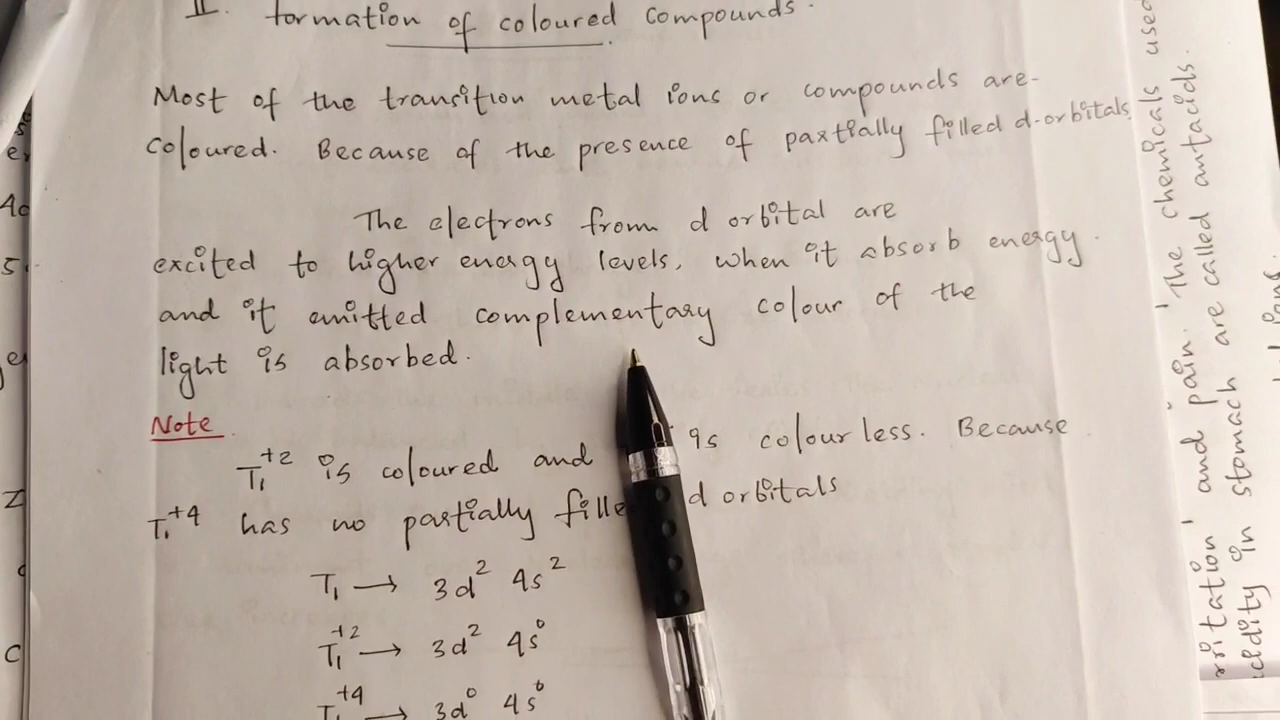 II. formation of coloured compounds.
Most of the transition metal ions or compounds are-
coloured. Because of the presence of partially filled d-orbitals
The electrons from d orbital are
excited to higher energy levels, when it absorb energy.
and it emitted complementary colour of the
light is absorbed.
Note
Ti+2 is coloured and is colourless. Because
Ti+4 has no partially d orbitals
Ti → 3d2 4s2
Ti+2 → 3d2 4s0
Ti+4 → 3d0 4s0
and pain. 'The chemicals used
in stomach are called antacids.